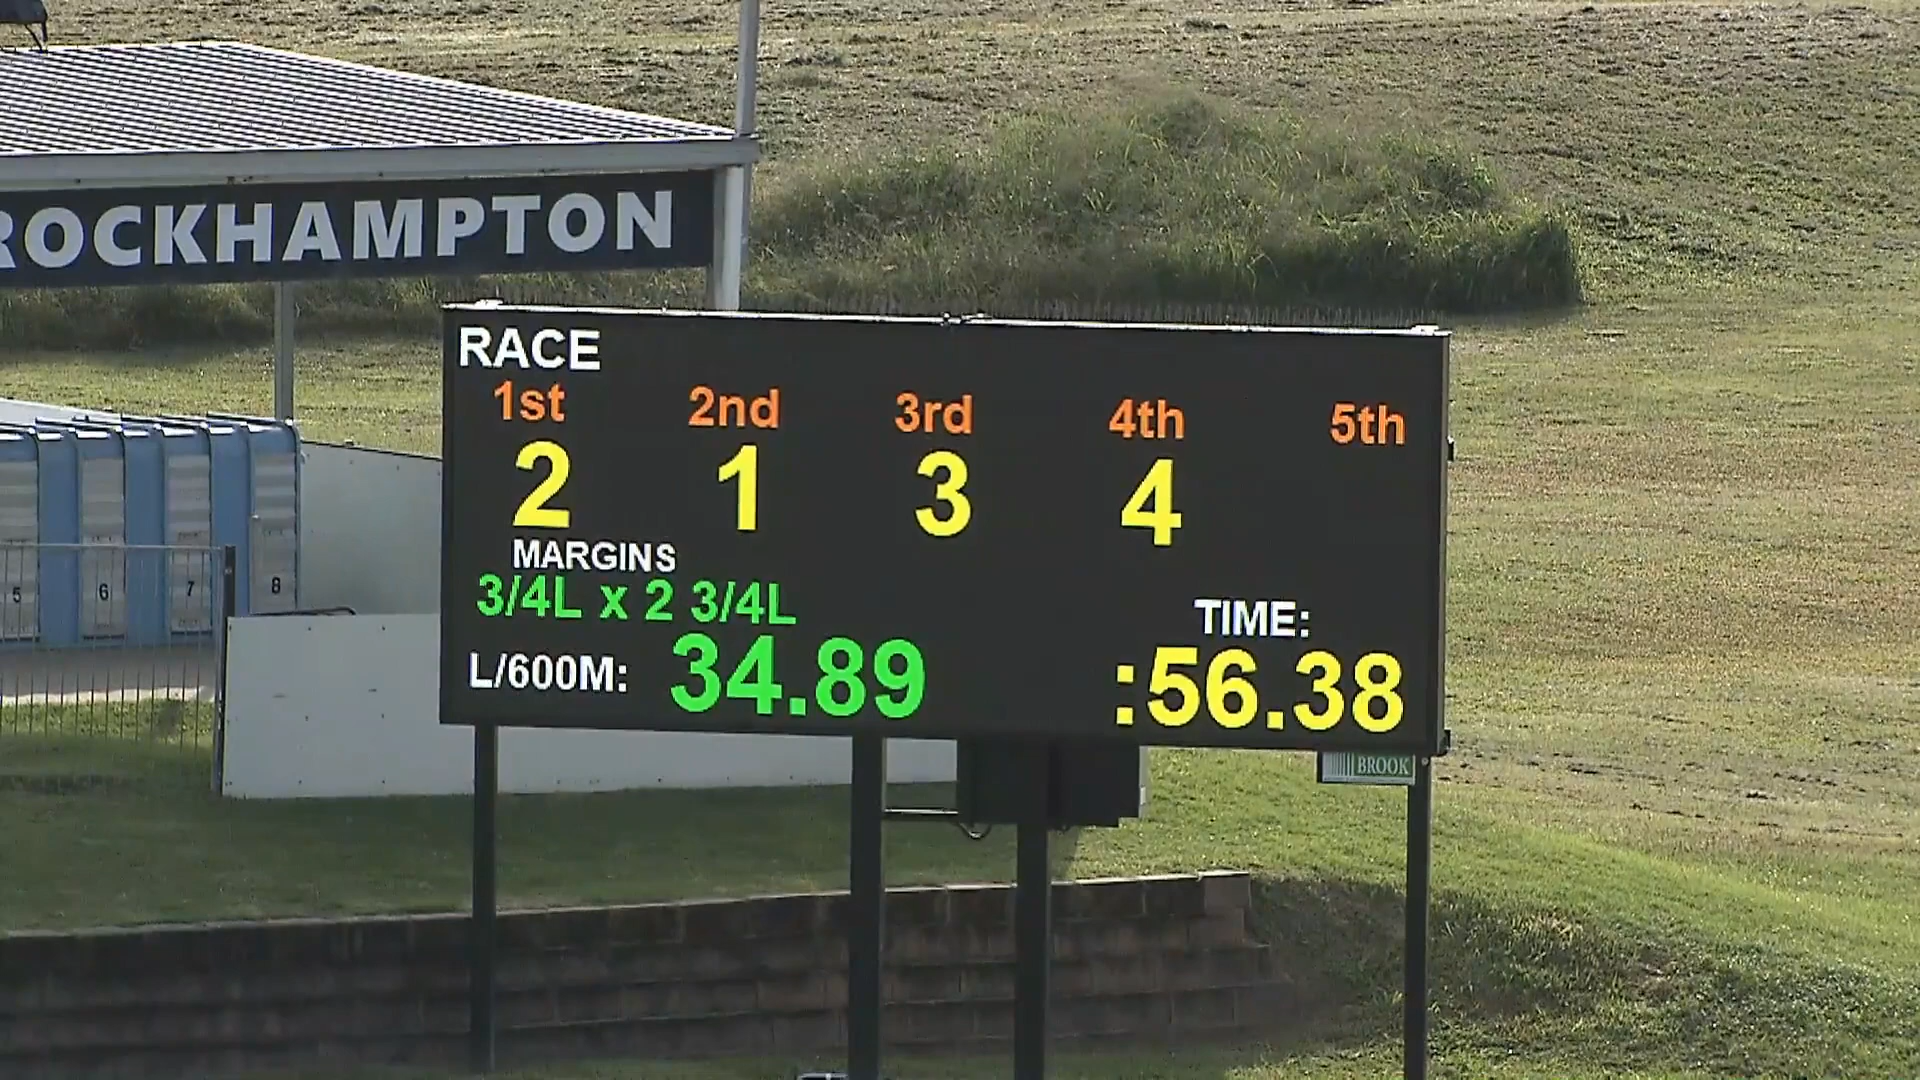 ROCKHAMPTON
RACE
1st 2nd 3rd 4th 5th
2 1 3 4
MARGINS
3/4L x 2 3/4L
L/600M: 34.89
TIME:
:56.38
5 6 7 8
BROOK